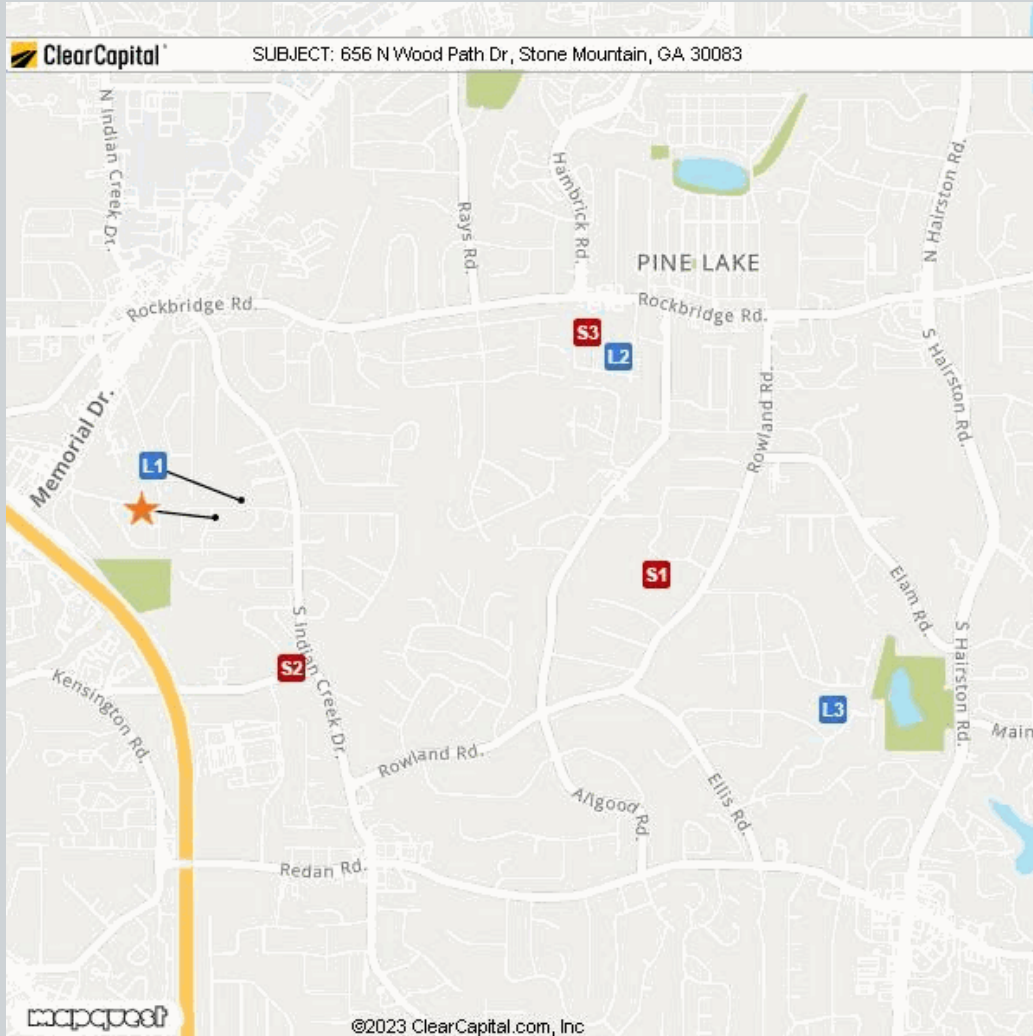 ClearCapital
SUBJECT: 656 N Wood Path Dr, Stone Mountain, GA 30083
N Indian Creek Dr.
Rays Rd.
Hambrick Rd.
N Hairston Rd.
PINE LAKE
Rockbridge Rd.
Rockbridge Rd.
S3
L2
S Hairston Rd.
Memorial Dr.
Rowland Rd.
L1
S1
Elam Rd.
S Indian Creek Dr.
S Hairston Rd.
S2
Kensington Rd.
L3
Main
Rowland Rd.
Allgood Rd.
Ellis Rd.
Redan Rd.
mapquest
©2023 ClearCapital.com, Inc